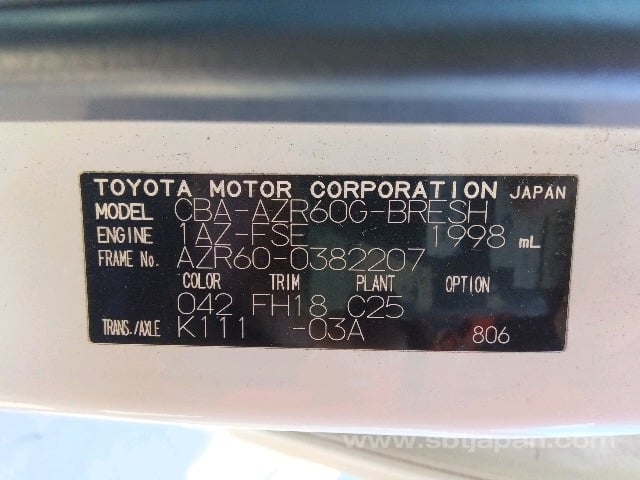 TOYOTA MOTOR CORPORATION JAPAN
MODEL CBA-AZR60G-BRESH
ENGINE 1AZ-FSE 1998 mL
FRAME No. AZR60-0382207
COLOR TRIM PLANT OPTION
042 FH18 C25
TRANS./AXLE K111 -03A 806
www.sbtjapan.com